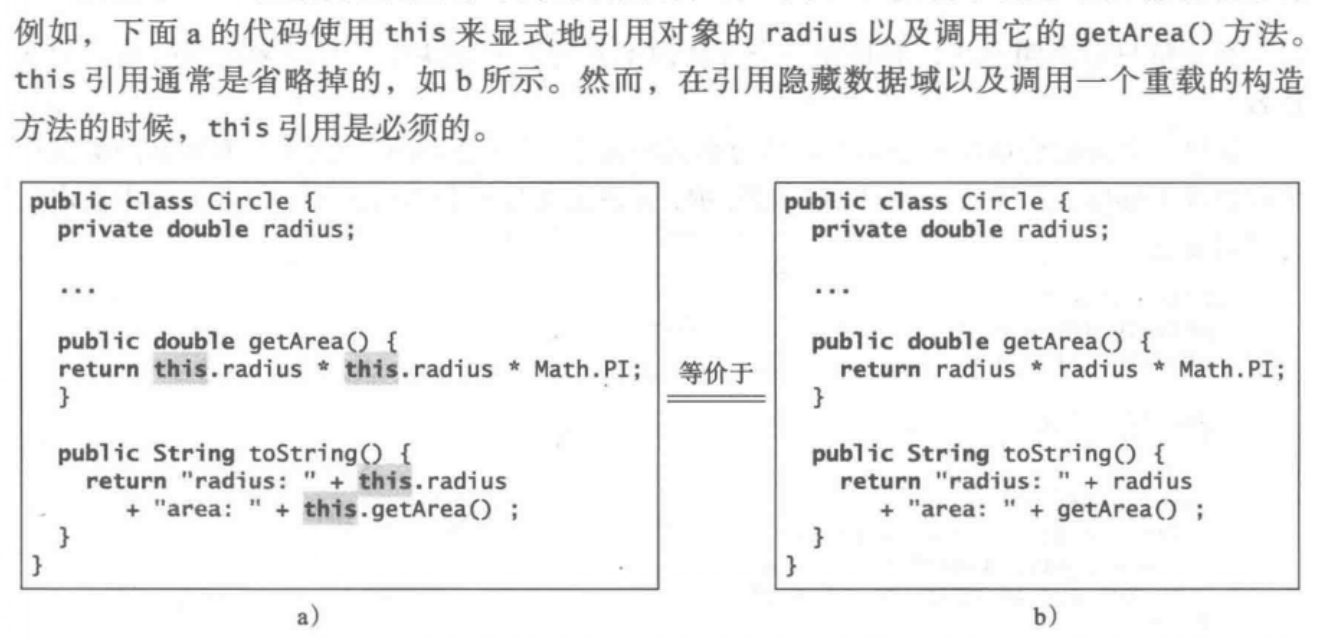 例如，下面 a 的代码使用 this 来显式地引用对象的 radius 以及调用它的 getArea() 方法。
this 引用通常是省略掉的，如 b 所示。然而，在引用隐藏数据域以及调用一个重载的构造
方法的时候，this 引用是必须的。
public class Circle {
private double radius;
...
public double getArea() {
return this.radius * this.radius * Math.PI;
}
public String toString() {
return "radius: " + this.radius
+ "area: " + this.getArea() ;
}
}
a)
等价于
public class Circle {
private double radius;
...
public double getArea() {
return radius * radius * Math.PI;
}
public String toString() {
return "radius: " + radius
+ "area: " + getArea() ;
}
}
b)